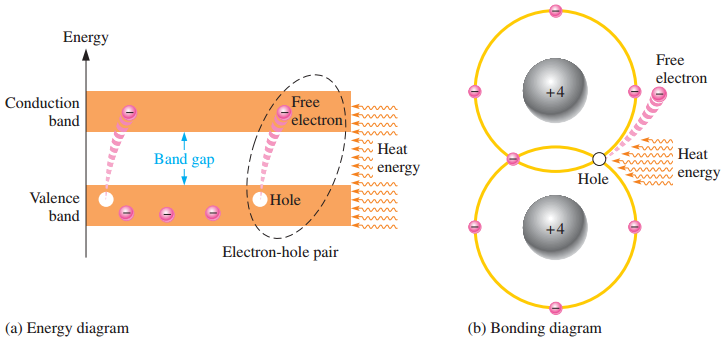 Energy
Conduction
band
Free
electron
Band gap
Heat
energy
Valence
band
Hole
Electron-hole pair
(a) Energy diagram
Free
electron
+4
Heat
energy
Hole
+4
(b) Bonding diagram